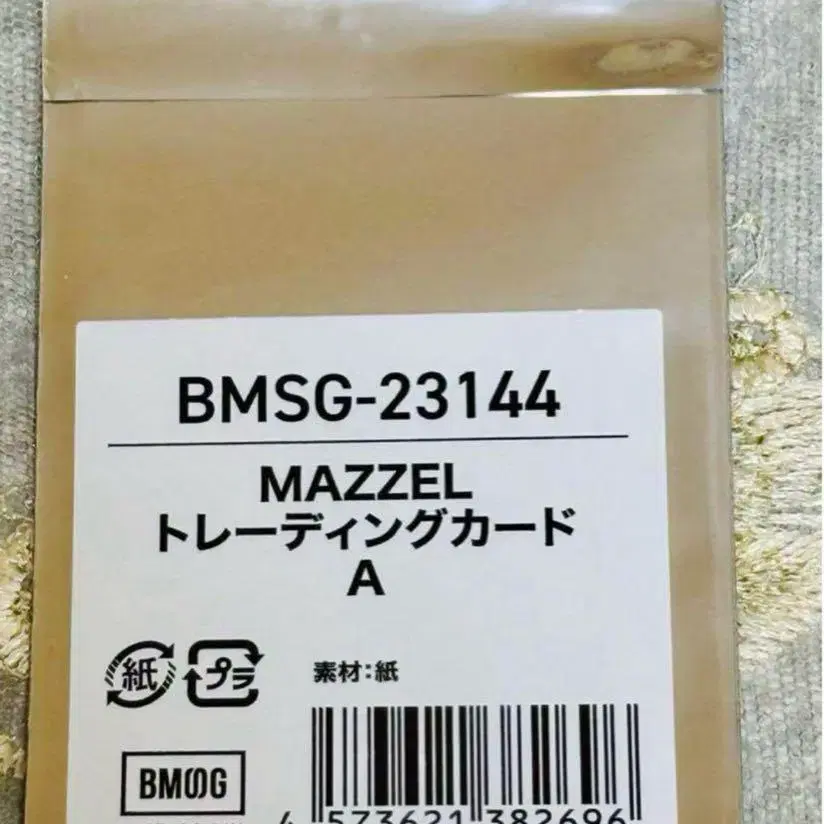 BMSG-23144
MAZZEL
トレーディングカード
A
紙 プラ
素材:紙
BMSG
4 573621 382696